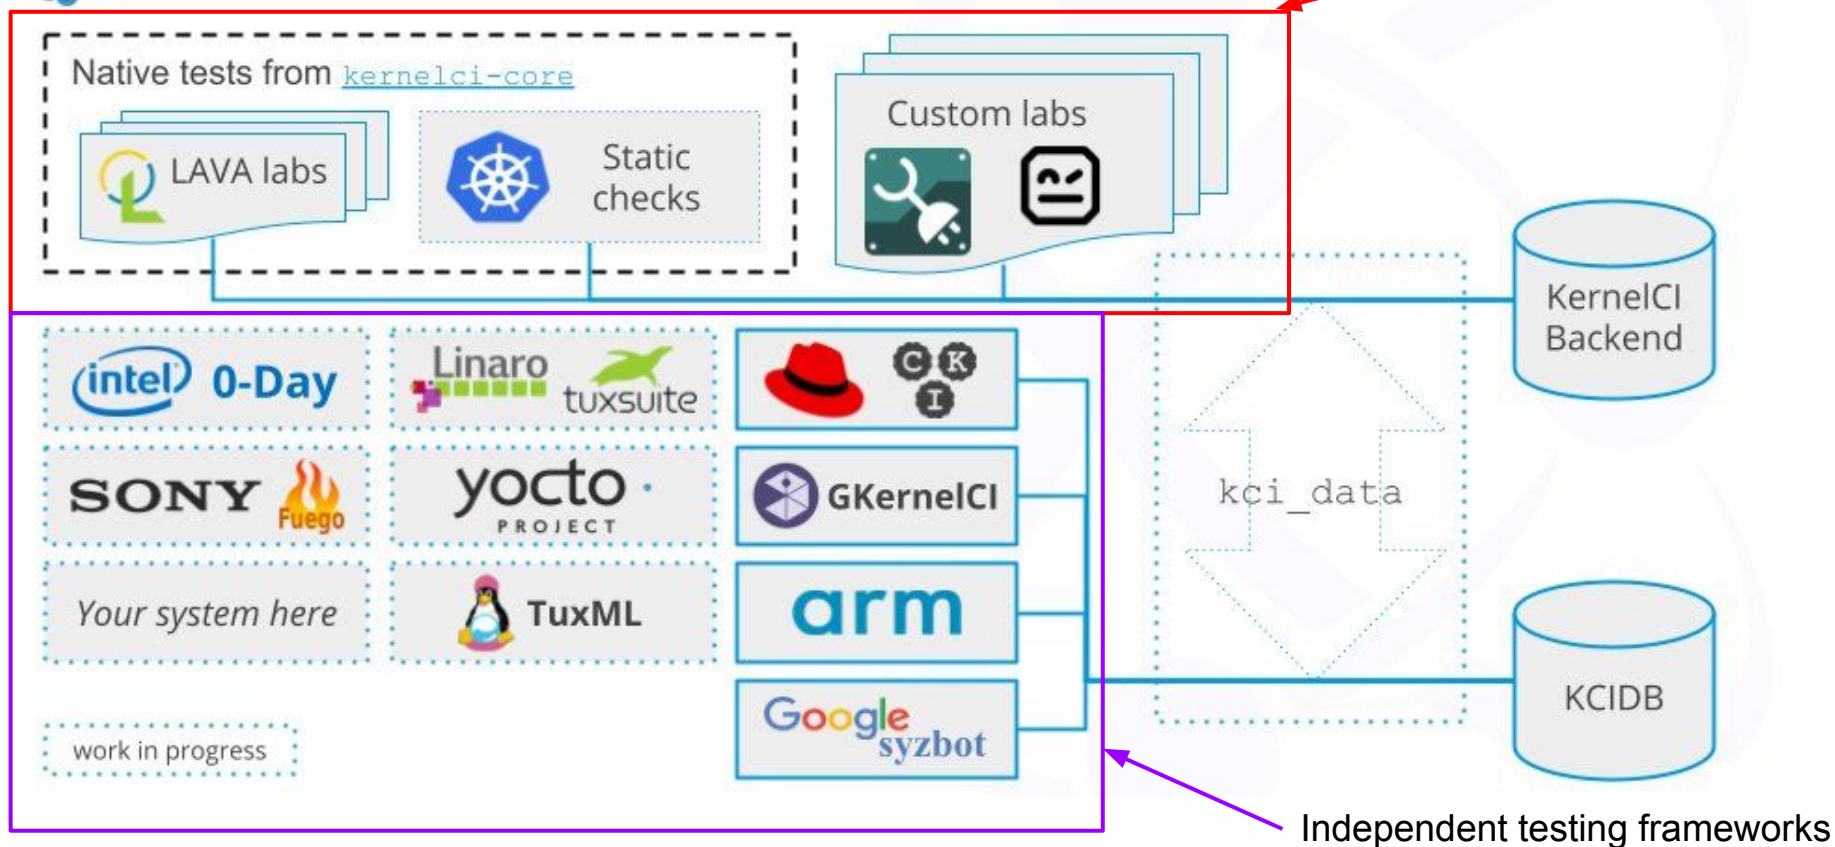 Native tests from kernelci-core
LAVA labs
Static
checks
Custom labs
KernelCI
Backend
intel 0-Day
Linaro
tuxsuite
C K
I
SONY
Fuego
yocto
PROJECT
GKernelCI
kci_data
Your system here
TuxML
arm
Google
syzbot
KCIDB
work in progress
Independent testing frameworks